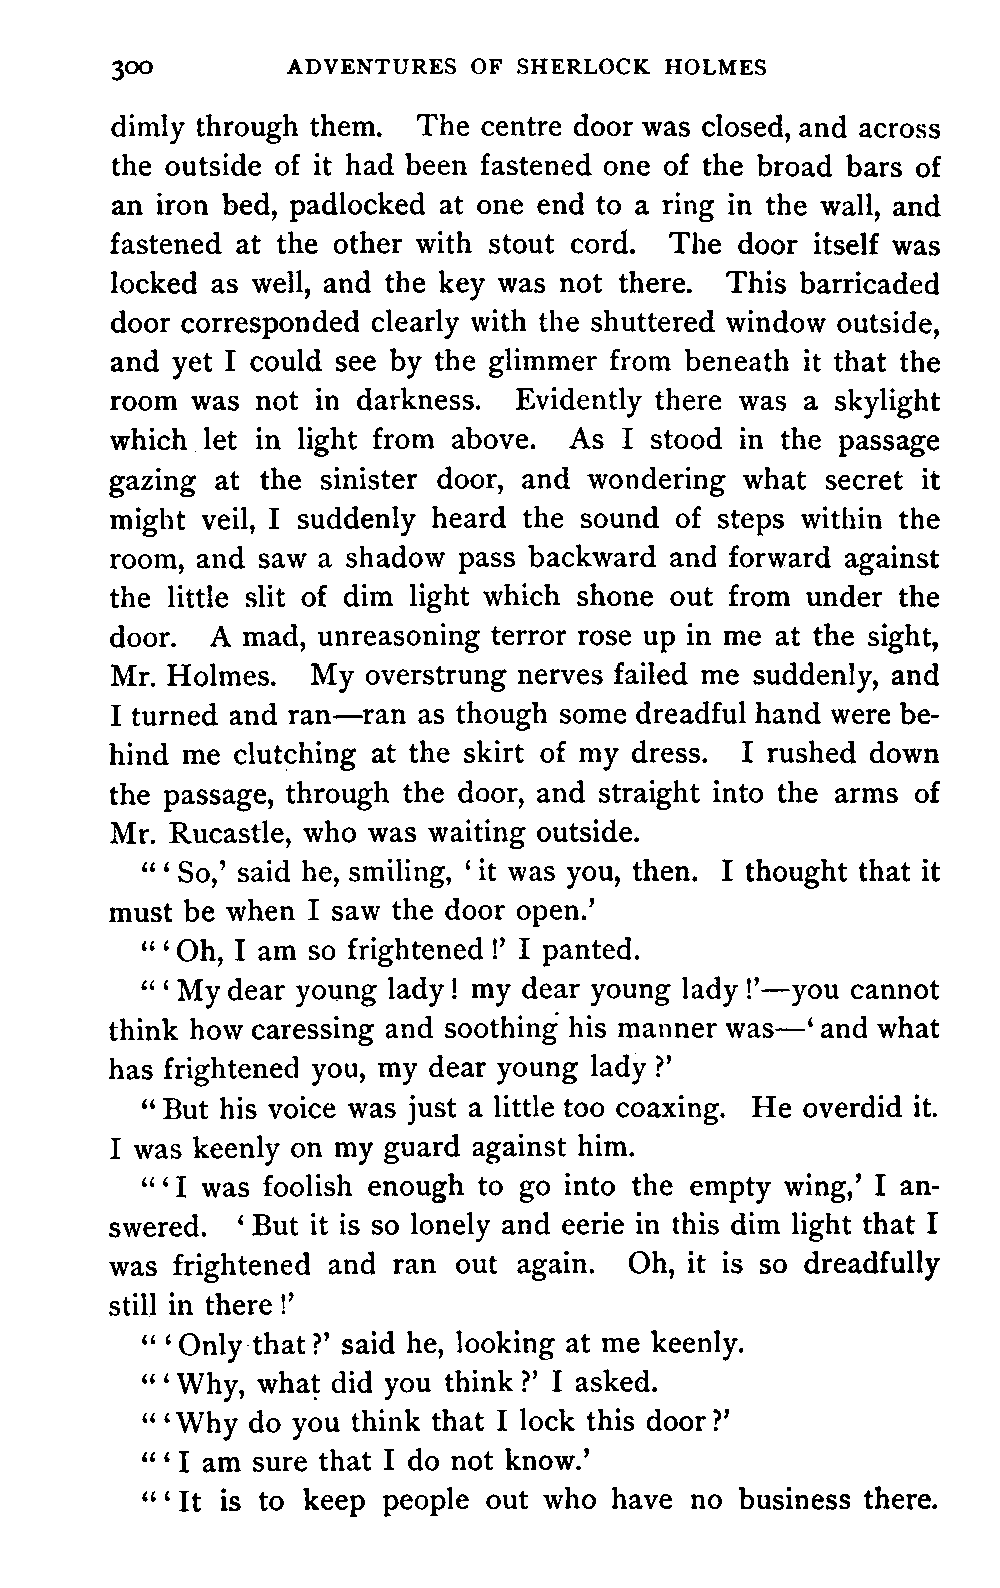 300 ADVENTURES OF SHERLOCK HOLMES
dimly through them. The centre door was closed, and across
the outside of it had been fastened one of the broad bars of
an iron bed, padlocked at one end to a ring in the wall, and
fastened at the other with stout cord. The door itself was
locked as well, and the key was not there. This barricaded
door corresponded clearly with the shuttered window outside,
and yet I could see by the glimmer from beneath it that the
room was not in darkness. Evidently there was a skylight
which let in light from above. As I stood in the passage
gazing at the sinister door, and wondering what secret it
might veil, I suddenly heard the sound of steps within the
room, and saw a shadow pass backward and forward against
the little slit of dim light which shone out from under the
door. A mad, unreasoning terror rose up in me at the sight,
Mr. Holmes. My overstrung nerves failed me suddenly, and
I turned and ran—ran as though some dreadful hand were be-
hind me clutching at the skirt of my dress. I rushed down
the passage, through the door, and straight into the arms of
Mr. Rucastle, who was waiting outside.
“‘So,’ said he, smiling, ‘it was you, then. I thought that it
must be when I saw the door open.’
“‘Oh, I am so frightened!’ I panted.
“‘My dear young lady! my dear young lady!’—you cannot
think how caressing and soothing his manner was—‘and what
has frightened you, my dear young lady?’
“But his voice was just a little too coaxing. He overdid it.
I was keenly on my guard against him.
“‘I was foolish enough to go into the empty wing,’ I an-
swered. ‘But it is so lonely and eerie in this dim light that I
was frightened and ran out again. Oh, it is so dreadfully
still in there!’
“‘Only that?’ said he, looking at me keenly.
“‘Why, what did you think?’ I asked.
“‘Why do you think that I lock this door?’
“‘I am sure that I do not know.’
“‘It is to keep people out who have no business there.